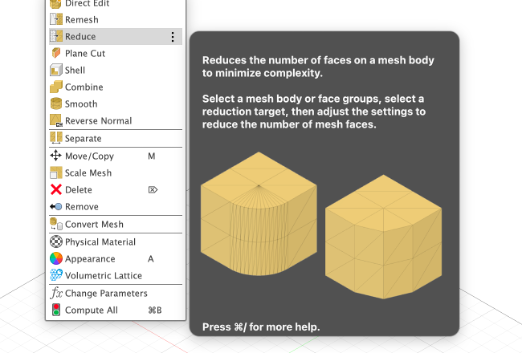 Direct Edit
Remesh
Reduce
Plane Cut
Shell
Combine
Smooth
Reverse Normal
Separate
Move/Copy M
Scale Mesh
Delete ⌦
Remove
Convert Mesh
Physical Material
Appearance A
Volumetric Lattice
fx Change Parameters
Compute All ⌘B
Reduces the number of faces on a mesh body
to minimize complexity.
Select a mesh body or face groups, select a
reduction target, then adjust the settings to
reduce the number of mesh faces.
Press ⌘/ for more help.